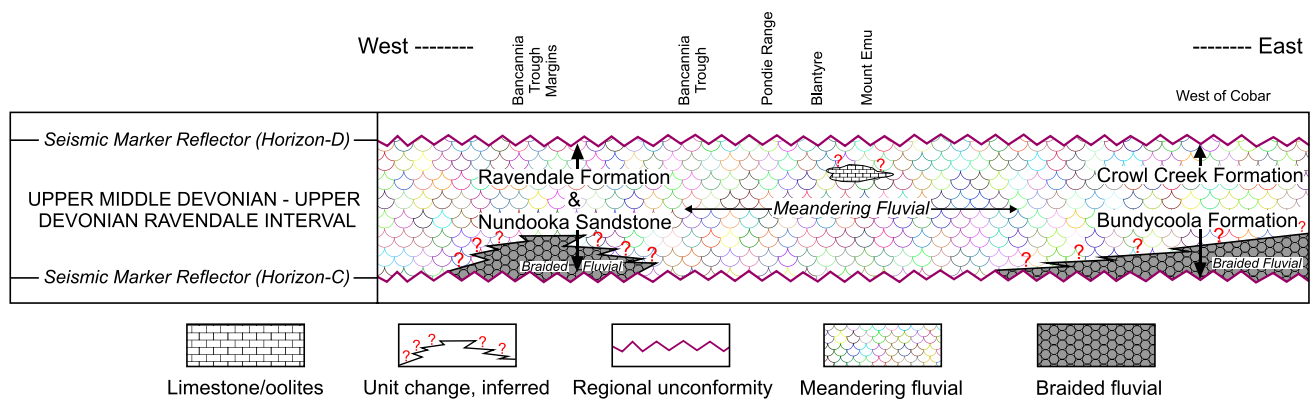 West --------
-------- East
Bancannia
Trough
Margins
Bancannia
Trough
Pondie Range
Blantyre
Mount Emu
West of Cobar
Seismic Marker Reflector (Horizon-D)
UPPER MIDDLE DEVONIAN - UPPER
DEVONIAN RAVENDALE INTERVAL
Seismic Marker Reflector (Horizon-C)
Ravendale Formation
&
Nundooka Sandstone
? ? ? ? ?
Braided Fluvial
? ?
Meandering Fluvial
Crowl Creek Formation
Bundycoola Formation
? ? ? ?
Braided Fluvial
? ? ? ? ? ?
Limestone/oolites
Unit change, inferred
Regional unconformity
Meandering fluvial
Braided fluvial